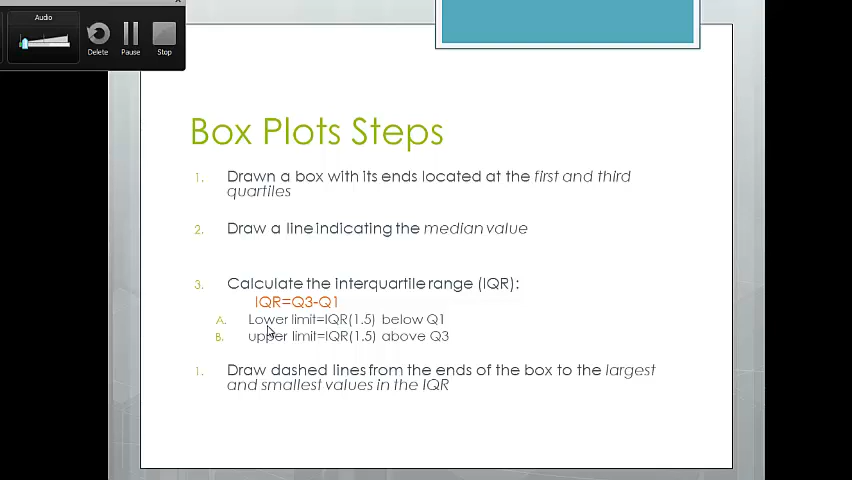 Audio
Delete
Pause
Stop
Box Plots Steps
1. Drawn a box with its ends located at the first and third
quartiles
2. Draw a line indicating the median value
3. Calculate the interquartile range (IQR):
IQR=Q3-Q1
A. Lower limit=IQR(1.5) below Q1
B. upper limit=IQR(1.5) above Q3
1. Draw dashed lines from the ends of the box to the largest
and smallest values in the IQR